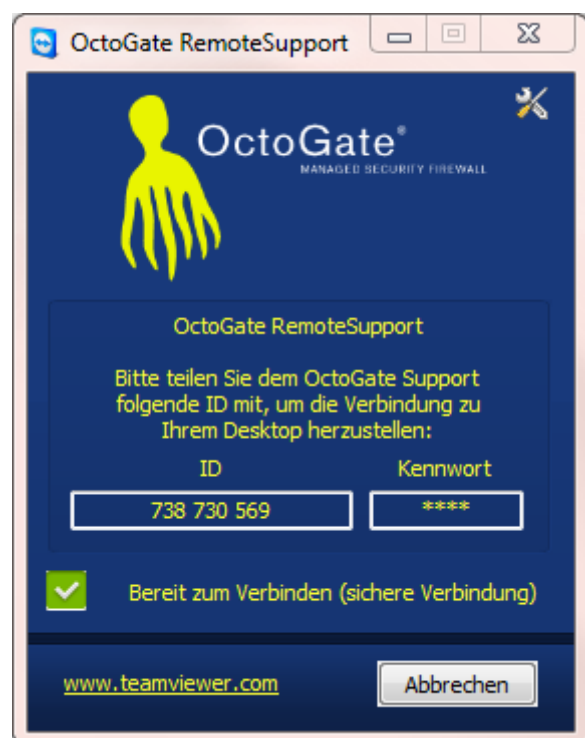 OctoGate RemoteSupport
OctoGate®
MANAGED SECURITY FIREWALL
OctoGate RemoteSupport
Bitte teilen Sie dem OctoGate Support
folgende ID mit, um die Verbindung zu
Ihrem Desktop herzustellen:
ID Kennwort
738 730 569 ****
Bereit zum Verbinden (sichere Verbindung)
www.teamviewer.com Abbrechen